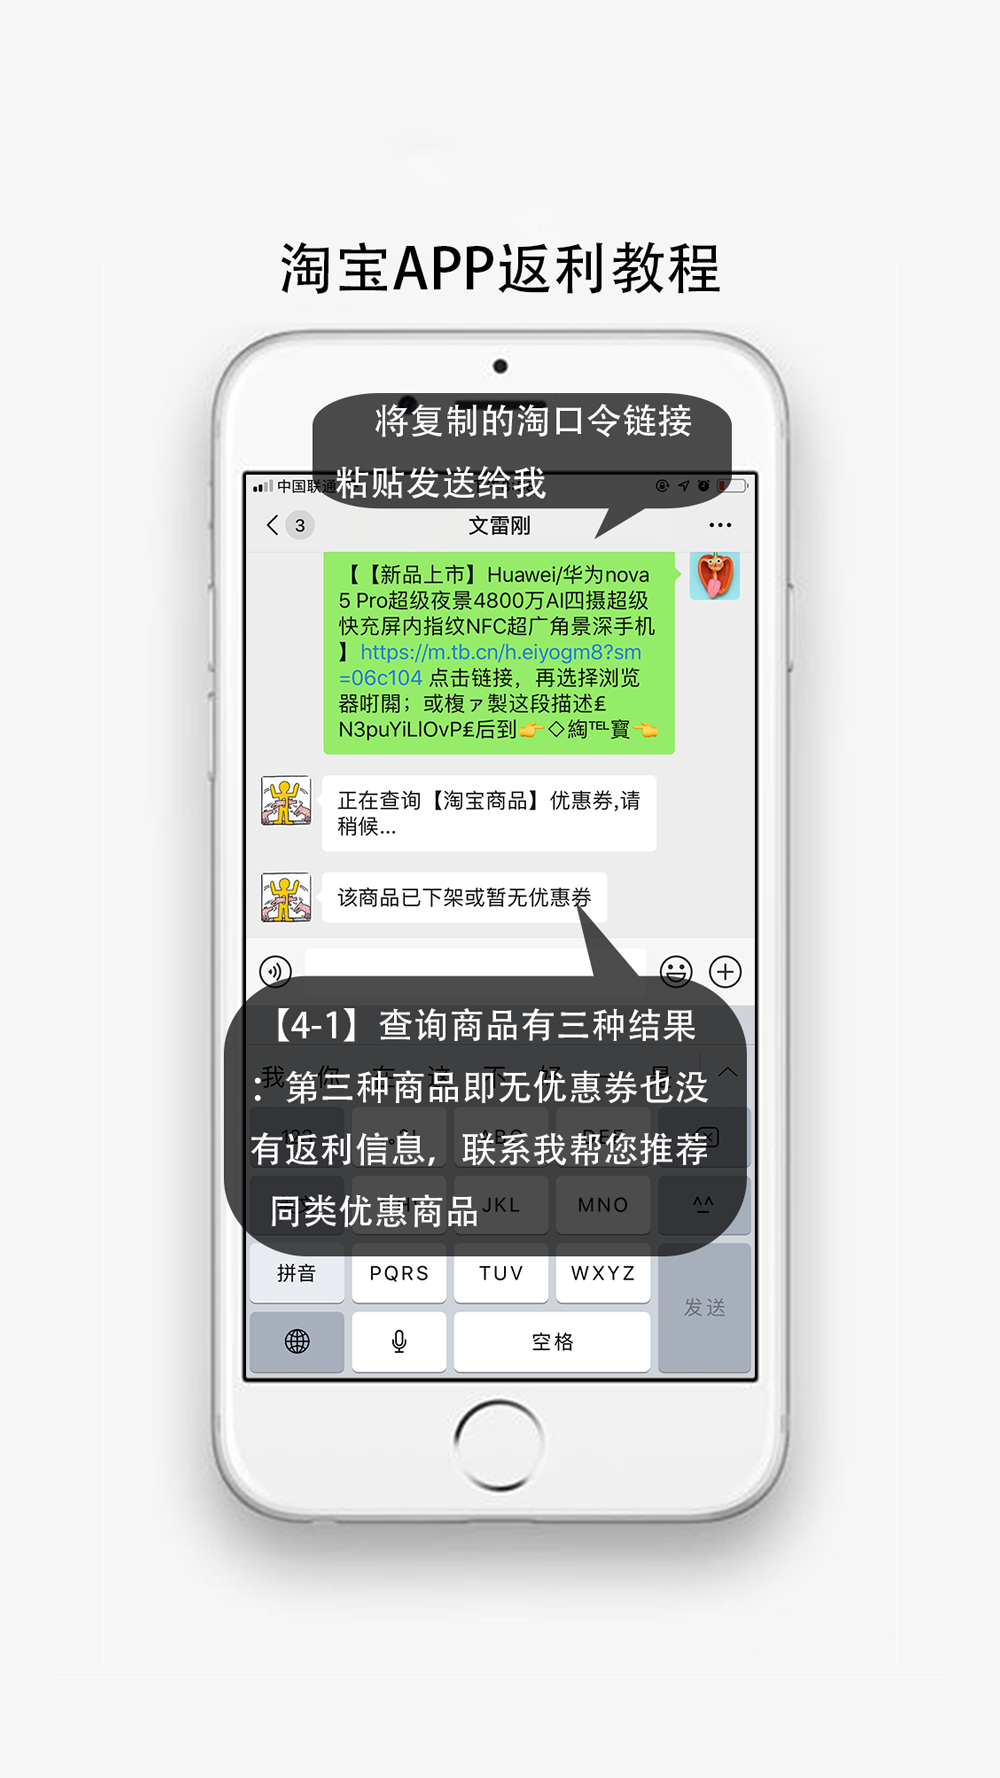 淘宝APP返利教程
将复制的淘口令链接
粘贴发送给我
中国联通
3
文雷刚
【【新品上市】Huawei/华为nova
5 Pro超级夜景4800万AI四摄超级
快充屏内指纹NFC超广角景深手机
】https://m.tb.cn/h.eiyogm8?sm
=06c104 点击链接，再选择浏览
器咑閞；或椱ァ製这段描述₤
N3puYiLlOvP₤后到👉◇綯℡寳👈
正在查询【淘宝商品】优惠券,请
稍候...
该商品已下架或暂无优惠券
【4-1】查询商品有三种结果
：第三种商品即无优惠券也没
有返利信息，联系我帮您推荐
同类优惠商品
JKL
MNO
^^
拼音
PQRS
TUV
WXYZ
发送
空格